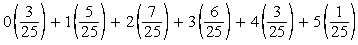 0(3/25) + 1(5/25) + 2(7/25) + 3(6/25) + 4(3/25) + 5(1/25)